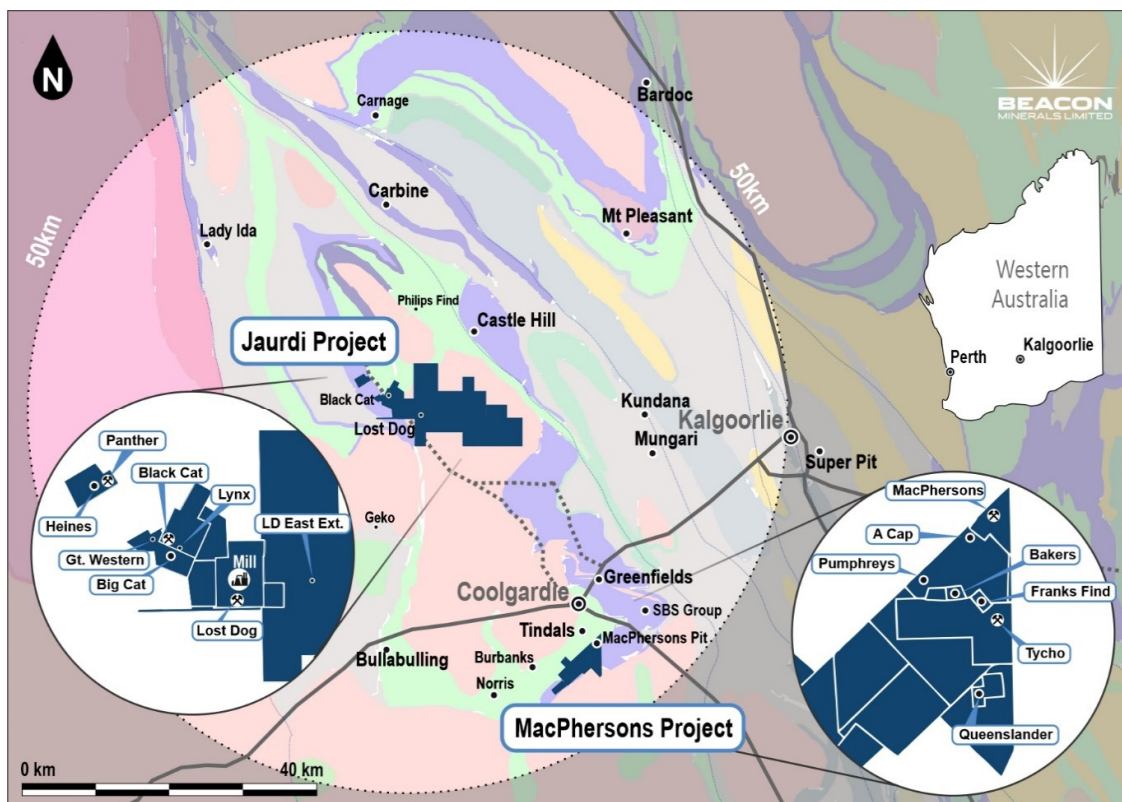 N
Carnage
Bardoc
BEACON
MINERALS LIMITED
50km
50km
Carbine
Mt Pleasant
Lady Ida
Western
Australia
Philips Find
Castle Hill
Jaurdi Project
Perth
Kalgoorlie
Black Cat
Lost Dog
Kundana
Kalgoorlie
Mungari
Super Pit
Panther
Black Cat
Lynx
Heines
LD East Ext.
Gt. Western
Mill
Big Cat
Lost Dog
Geko
MacPhersons
A Cap
Bakers
Pumphreys
Franks Find
Tycho
Queenslander
Greenfields
Coolgardie
SBS Group
Tindals
MacPhersons Pit
Bullabulling
Burbanks
Norris
MacPhersons Project
0 km
40 km